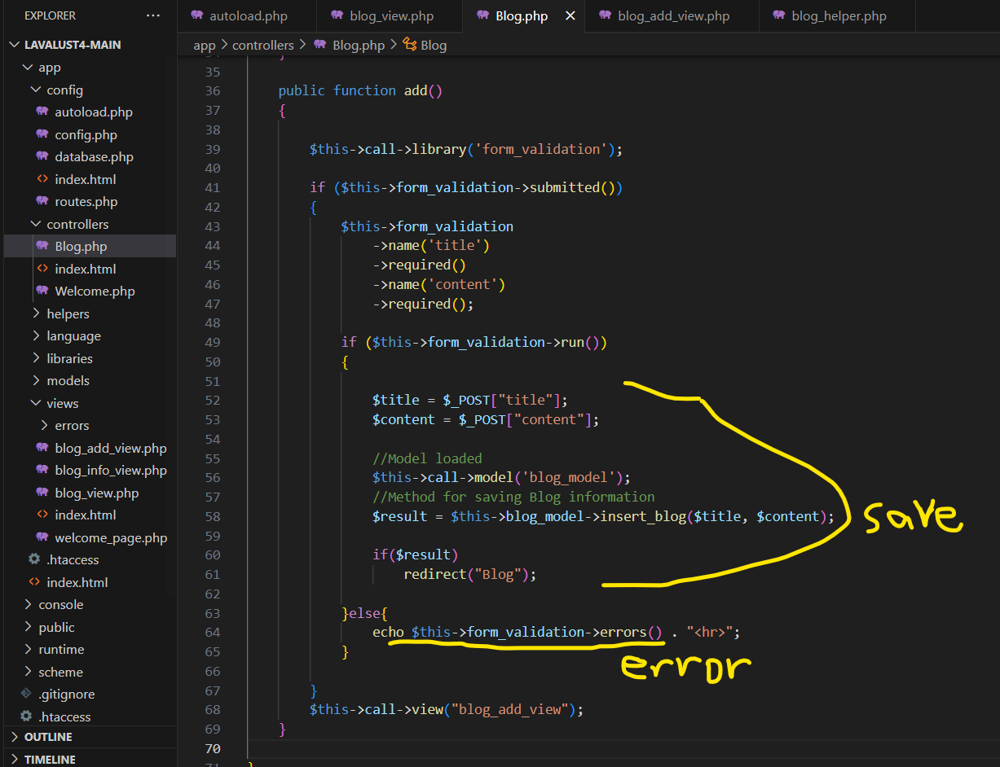 EXPLORER ...
LAVALUST4-MAIN
app
config
autoload.php
config.php
database.php
index.html
routes.php
controllers
Blog.php
index.html
Welcome.php
helpers
language
libraries
models
views
errors
blog_add_view.php
blog_info_view.php
blog_view.php
index.html
welcome_page.php
.htaccess
index.html
console
public
runtime
scheme
.gitignore
.htaccess
OUTLINE
TIMELINE
autoload.php blog_view.php Blog.php × blog_add_view.php blog_helper.php
app > controllers > Blog.php > Blog
35
36 public function add()
37 {
38
39 $this->call->library('form_validation');
40
41 if ($this->form_validation->submitted())
42 {
43 $this->form_validation
44 ->name('title')
45 ->required()
46 ->name('content')
47 ->required();
48
49 if ($this->form_validation->run())
50 {
51
52 $title = $_POST["title"];
53 $content = $_POST["content"];
54
55 //Model loaded
56 $this->call->model('blog_model');
57 //Method for saving Blog information
58 $result = $this->blog_model->insert_blog($title, $content);
save
59
60 if($result)
61 redirect("Blog");
62
63 }else{
64 echo $this->form_validation->errors() . "<hr>";
65 }
error
66
67 }
68 $this->call->view("blog_add_view");
69 }
70